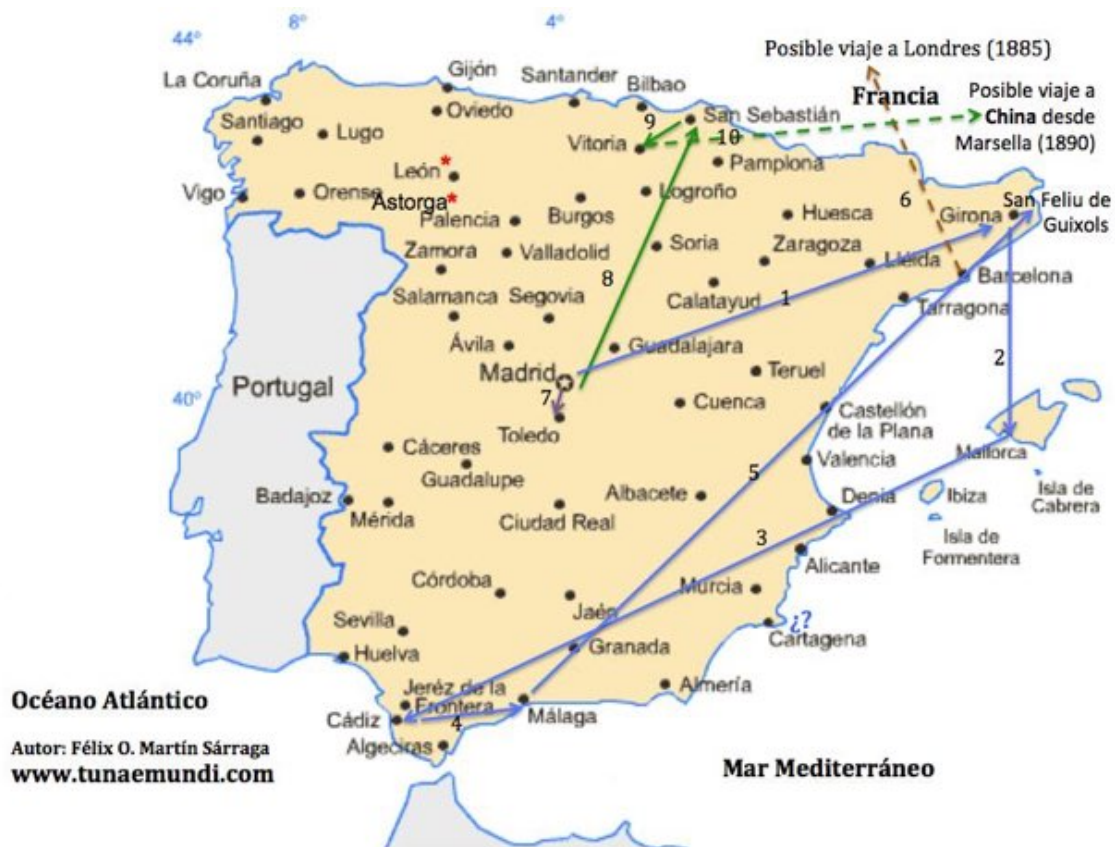 8º
4º
44º
Posible viaje a Londres (1885)
Gijón
Santander
Bilbao
La Coruña
Francia
Posible viaje a
China desde
Marsella (1890)
Oviedo
San Sebastián
9
10
Santiago
Lugo
Vitoria
Pamplona
León*
Vigo
Orense
Astorga*
Logroño
6
San Feliu de
Guixols
Palencia
Burgos
Huesca
Girona
Zamora
Valladolid
Soria
Zaragoza
Lléida
Barcelona
8
Salamanca
Segovia
Calatayud
1
Tarragona
Ávila
Guadalajara
2
Madrid
Teruel
Portugal
40º
7
Cuenca
Castellón
de la Plana
Toledo
Cáceres
Mallorca
Guadalupe
5
Valencia
Badajoz
Mérida
Albacete
Denia
Ibiza
Isla de
Cabrera
Ciudad Real
3
Isla de
Formentera
Alicante
Córdoba
Jaén
Murcia
Sevilla
¿?
Cartagena
Huelva
Granada
Jeréz de la
Frontera
Almería
Océano Atlántico
Cádiz
4
Málaga
Algeciras
Autor: Félix O. Martín Sárraga
www.tunaemundi.com
Mar Mediterráneo